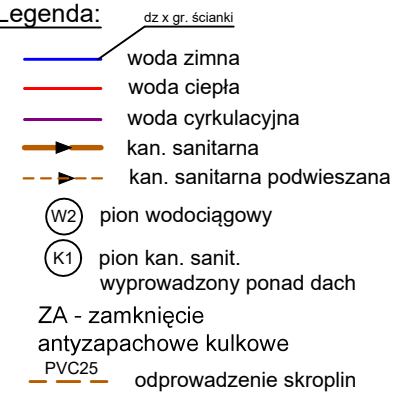 Legenda:
dz x gr. ścianki
woda zimna
woda ciepła
woda cyrkulacyjna
kan. sanitarna
kan. sanitarna podwieszana
W2 pion wodociągowy
K1 pion kan. sanit.
wyprowadzony ponad dach
ZA - zamknięcie
antyzapachowe kulkowe
PVC25
odprowadzenie skroplin